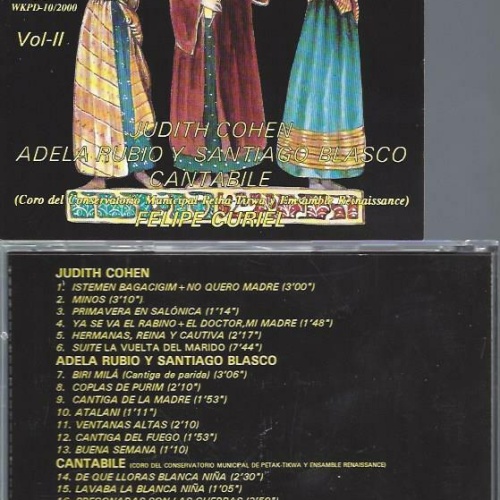 WKPD-10/2000
Vol-II
JUDITH COHEN
ADELA RUBIO Y SANTIAGO BLASCO
CANTABILE
(Coro del Conservatorio Municipal Petha-Tikwa y Ensamble Reinaissance)
FELIPE CURIEL
JUDITH COHEN
1. ISTEMEN BAGACIGIM + NO QUERO MADRE (3'00")
2. MINOS (3'10")
3. PRIMAVERA EN SALÓNICA (1'14")
4. YA SE VA EL RABINO + EL DOCTOR, MI MADRE (1'48")
5. HERMANAS, REINA Y CAUTIVA (2'17")
6. SUITE LA VUELTA DEL MARIDO (7'44")
ADELA RUBIO Y SANTIAGO BLASCO
7. BIRI MILÁ (Cantiga de parida) (3'06")
8. COPLAS DE PURIM (2'10")
9. CANTIGA DE LA MADRE (1'53")
10. ATALANI (1'11")
11. VENTANAS ALTAS (2'10)
12. CANTIGA DEL FUEGO (1'53")
13. BUENA SEMANA (1'10)
CANTABILE (CORO DEL CONSERVATORIO MUNICIPAL DE PETAK-TIKWA Y ENSAMBLE RENAISSANCE)
14. DE QUE LLORAS BLANCA NIÑA (2'30")
15. LAVABA LA BLANCA NIÑA (1'05")